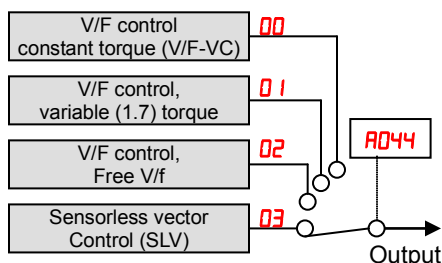 V/F control
constant torque (V/F-VC)
00
V/F control,
variable (1.7) torque
01
A044
V/F control,
Free V/f
02
Sensorless vector
Control (SLV)
03
Output